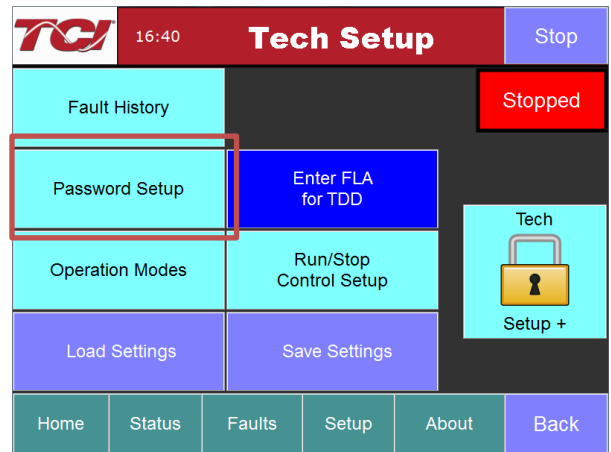 TCI 16:40 Tech Setup Stop
Fault History
Stopped
Password Setup
Enter FLA
for TDD
Tech
Operation Modes
Run/Stop
Control Setup
Setup +
Load Settings
Save Settings
Home Status Faults Setup About Back